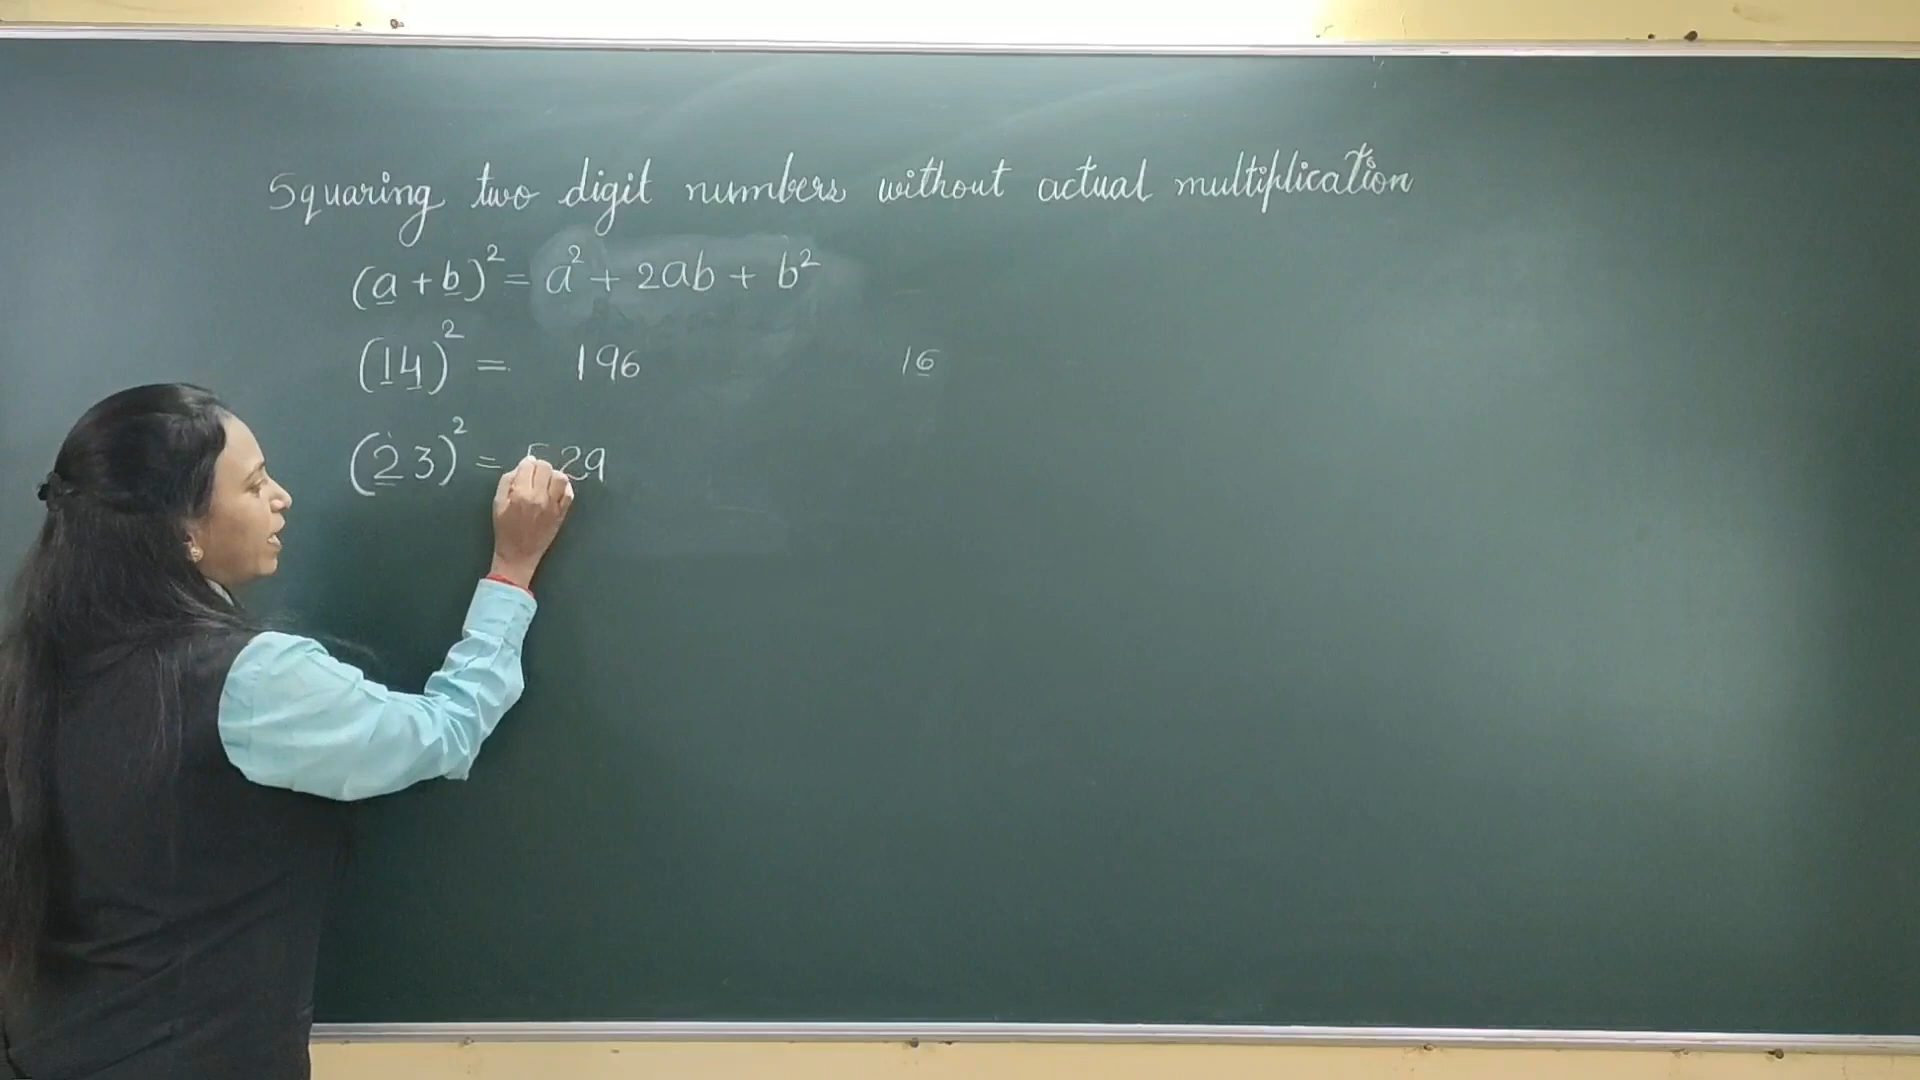 Squaring two digit numbers without actual multiplication
(a + b)² = a² + 2ab + b²
(14)² = 196 16
(23)² = 529